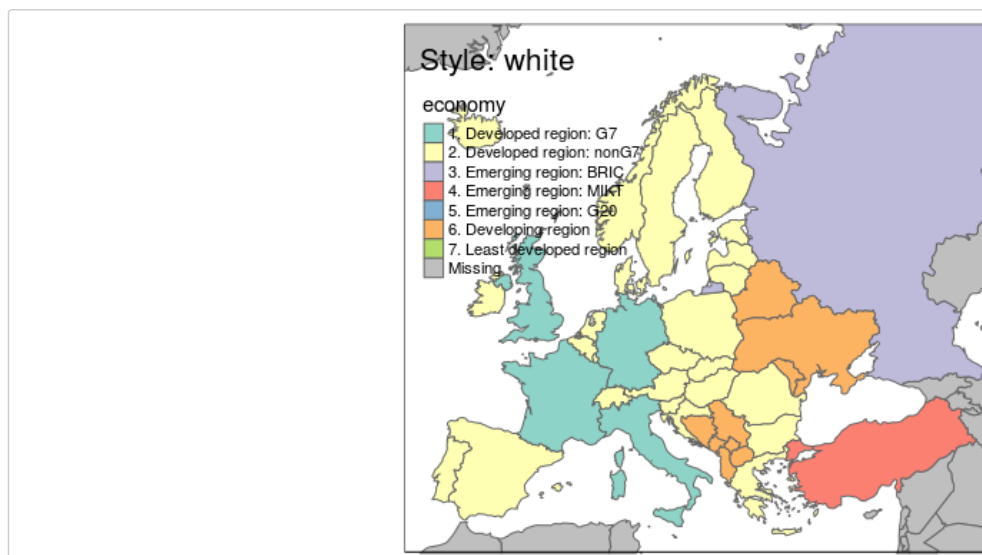 Style: white
economy
1. Developed region: G7
2. Developed region: nonG7
3. Emerging region: BRIC
4. Emerging region: MIKT
5. Emerging region: G20
6. Developing region
7. Least developed region
Missing